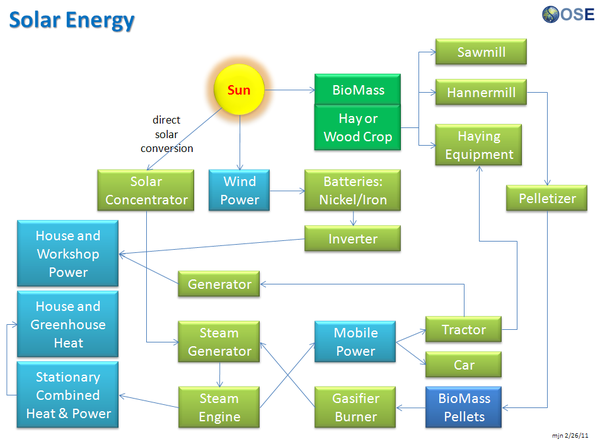 Solar Energy
OSE
Sun
BioMass
Hay or
Wood Crop
Sawmill
Hannermill
Haying
Equipment
direct
solar
conversion
Solar
Concentrator
Wind
Power
Batteries:
Nickel/Iron
Pelletizer
Inverter
House and
Workshop
Power
Generator
House and
Greenhouse
Heat
Steam
Generator
Mobile
Power
Tractor
Car
Stationary
Combined
Heat & Power
Steam
Engine
Gasifier
Burner
BioMass
Pellets
mjn 2/26/11